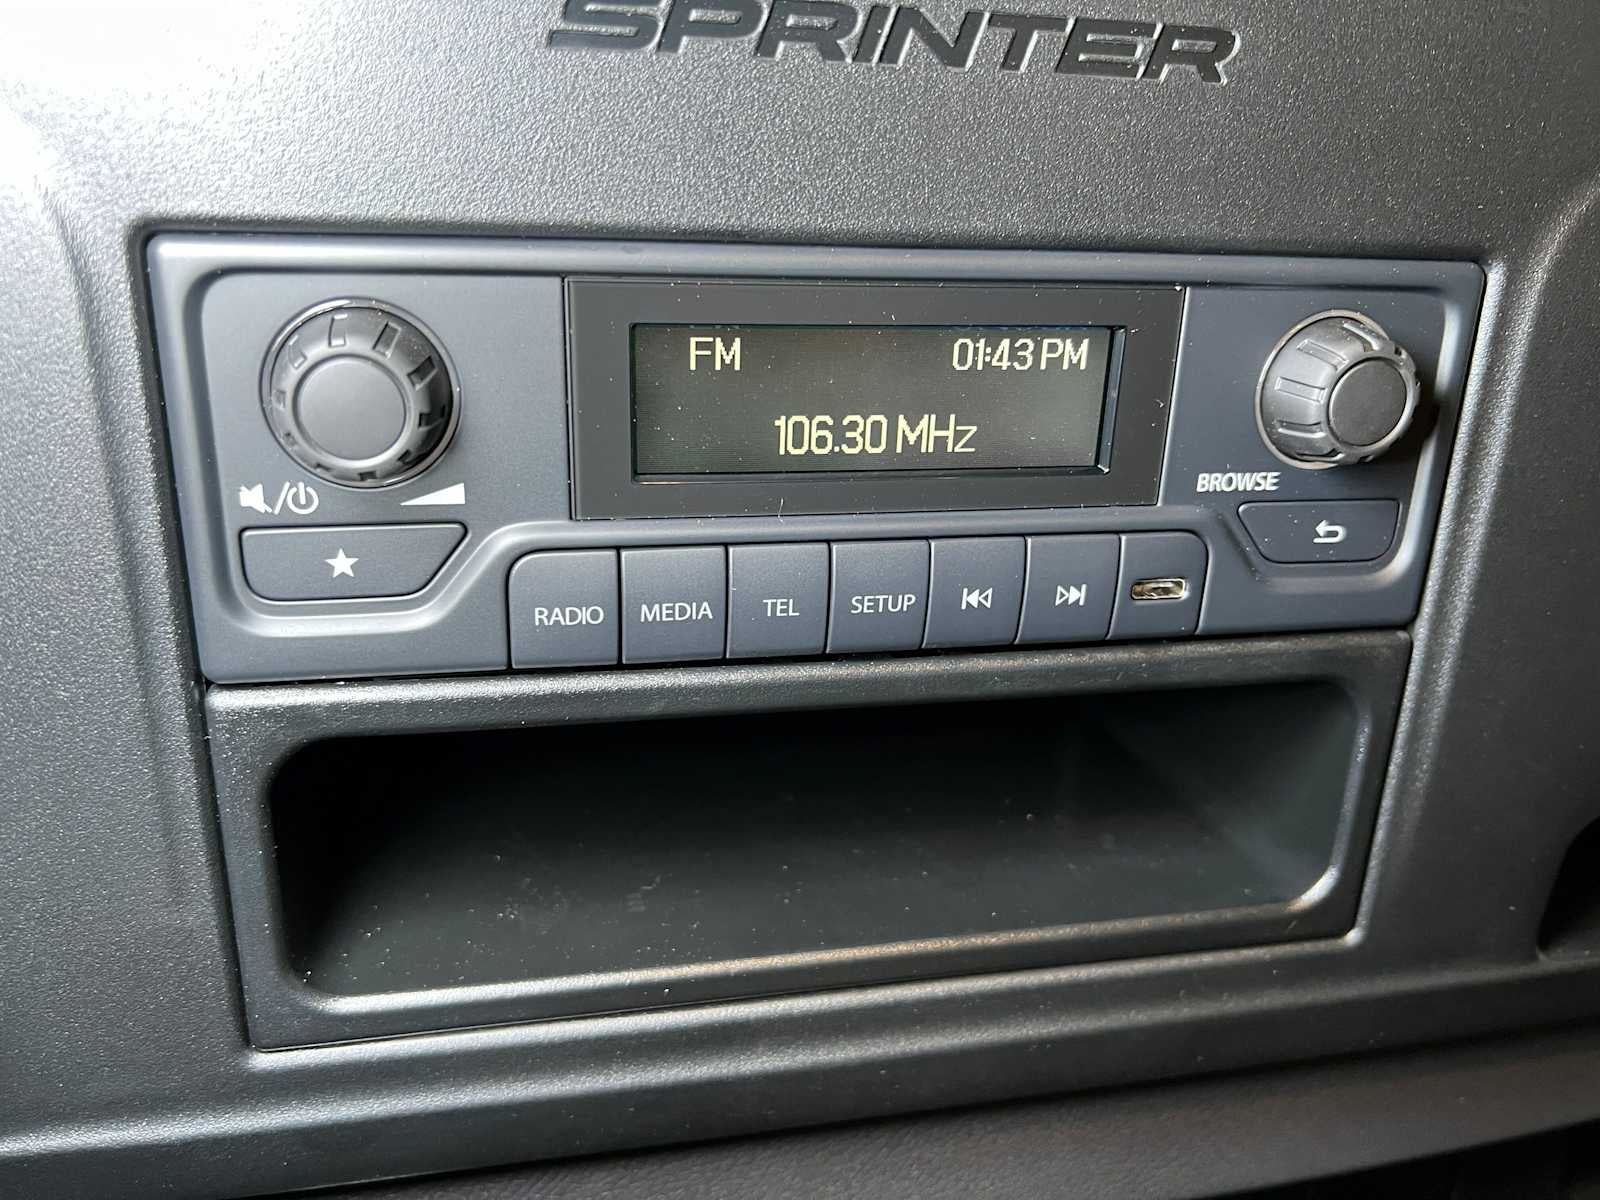 SPRINTER
FM 01:43 PM
106.30 MHz
BROWSE
RADIO MEDIA TEL SETUP